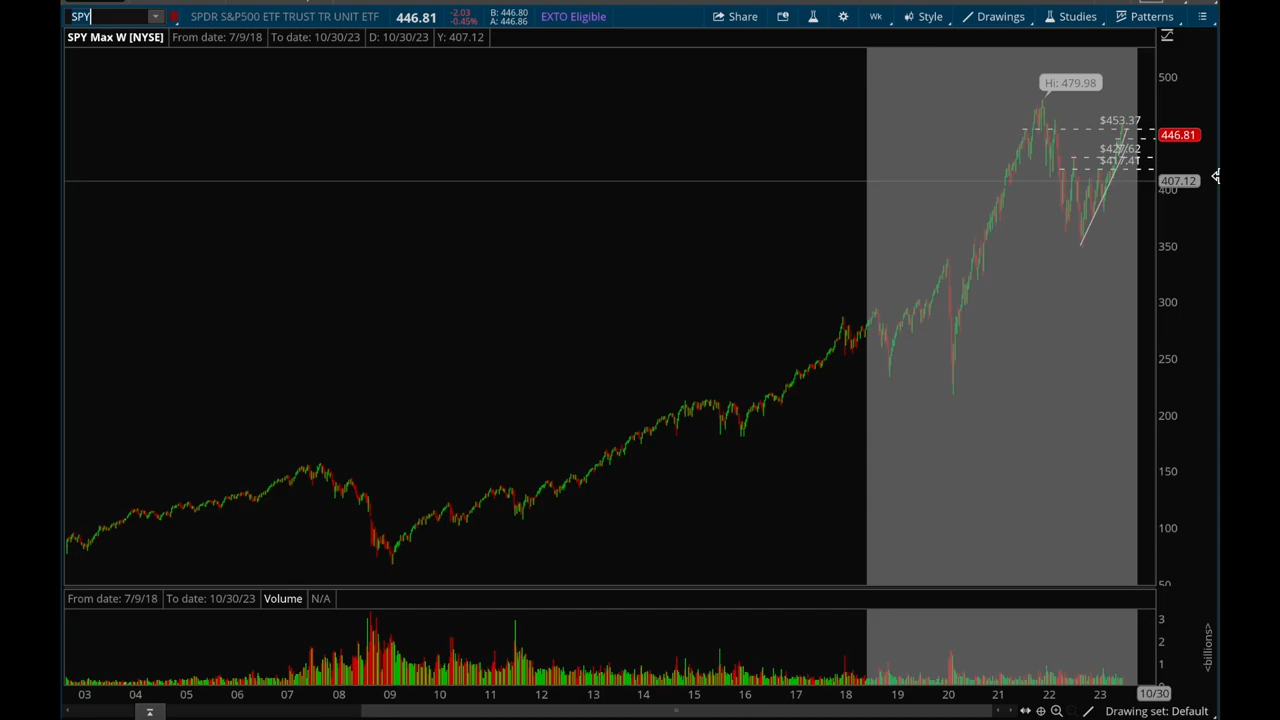 SPY SPDR S&P500 ETF TRUST TR UNIT ETF 446.81 -2.03 -0.45% B: 446.80 A: 446.86 EXTO Eligible Share Wk Style Drawings Studies Patterns
SPY Max W [NYSE] From date: 7/9/18 To date: 10/30/23 D: 10/30/23 Y: 407.12
500
Hi: 479.98
$453.37
446.81
$427.62
$417.41
407.12
400
350
300
250
200
150
100
50
From date: 7/9/18 To date: 10/30/23 Volume N/A
3
2
1
0
<billions>
03 04 05 06 07 08 09 10 11 12 13 14 15 16 17 18 19 20 21 22 23 10/30
Drawing set: Default